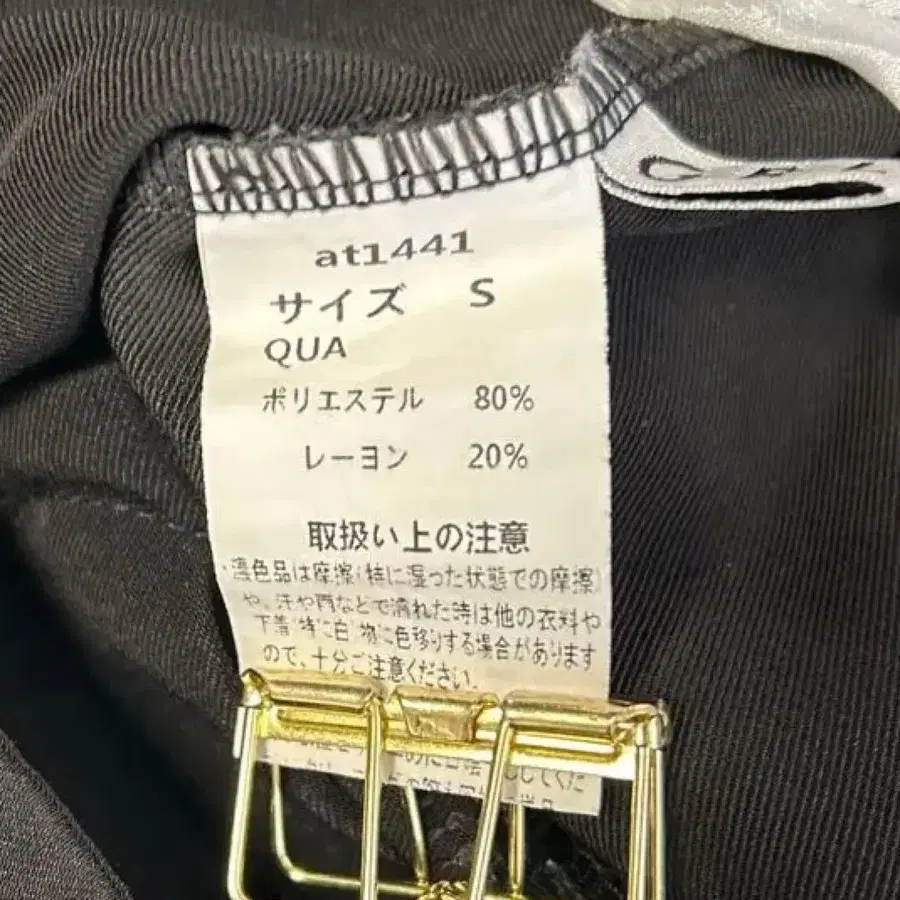 at1441
サイズ S
QUA
ポリエステル 80%
レーヨン 20%
取扱い上の注意
・濃色品は摩擦(特に湿った状態での摩擦)
や、汗や雨などで濡れた時は他の衣料や
下着 特に白 物に色移りする場合があります
ので、十分ご注意ください。